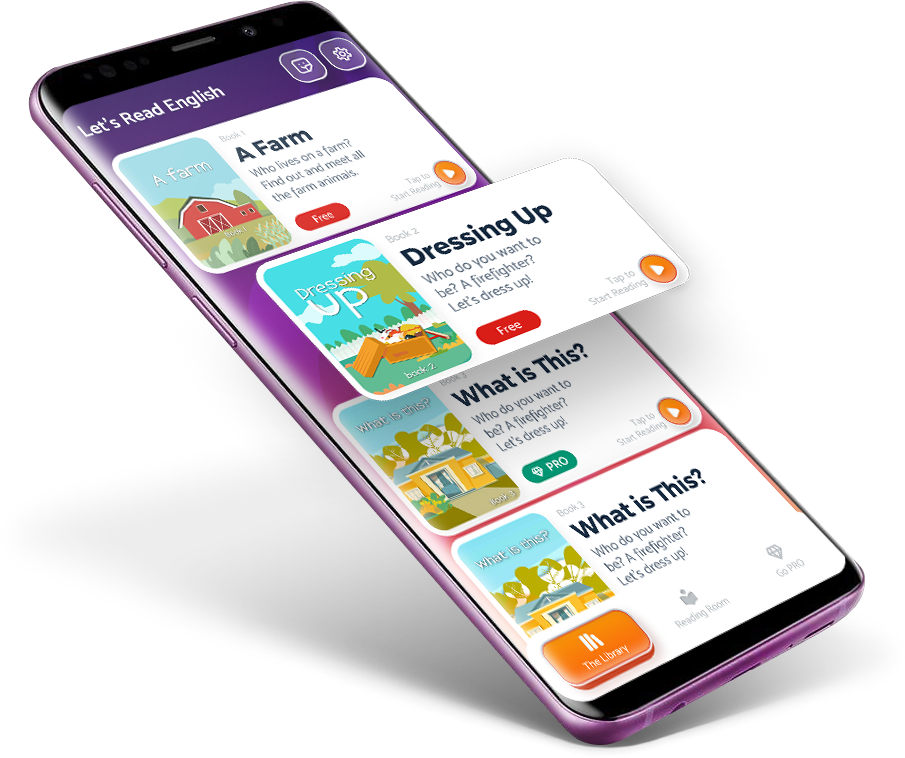 Let's Read English
Book 1
A Farm
Who lives on a farm?
Find out and meet all
the farm animals.
Free
Tap to
Start Reading
A farm
Book 1
Book 2
Dressing Up
Who do you want to
be? A firefighter?
Let's dress up!
Free
Tap to
Start Reading
Dressing
UP
book 2
Book 3
What is This?
Who do you want to
be? A firefighter?
Let's dress up!
PRO
Tap to
Start Reading
What is this?
Book 3
Book 3
What is This?
Who do you want to
be? A firefighter?
Let's dress up!
What is this?
The Library
Reading Room
Go PRO